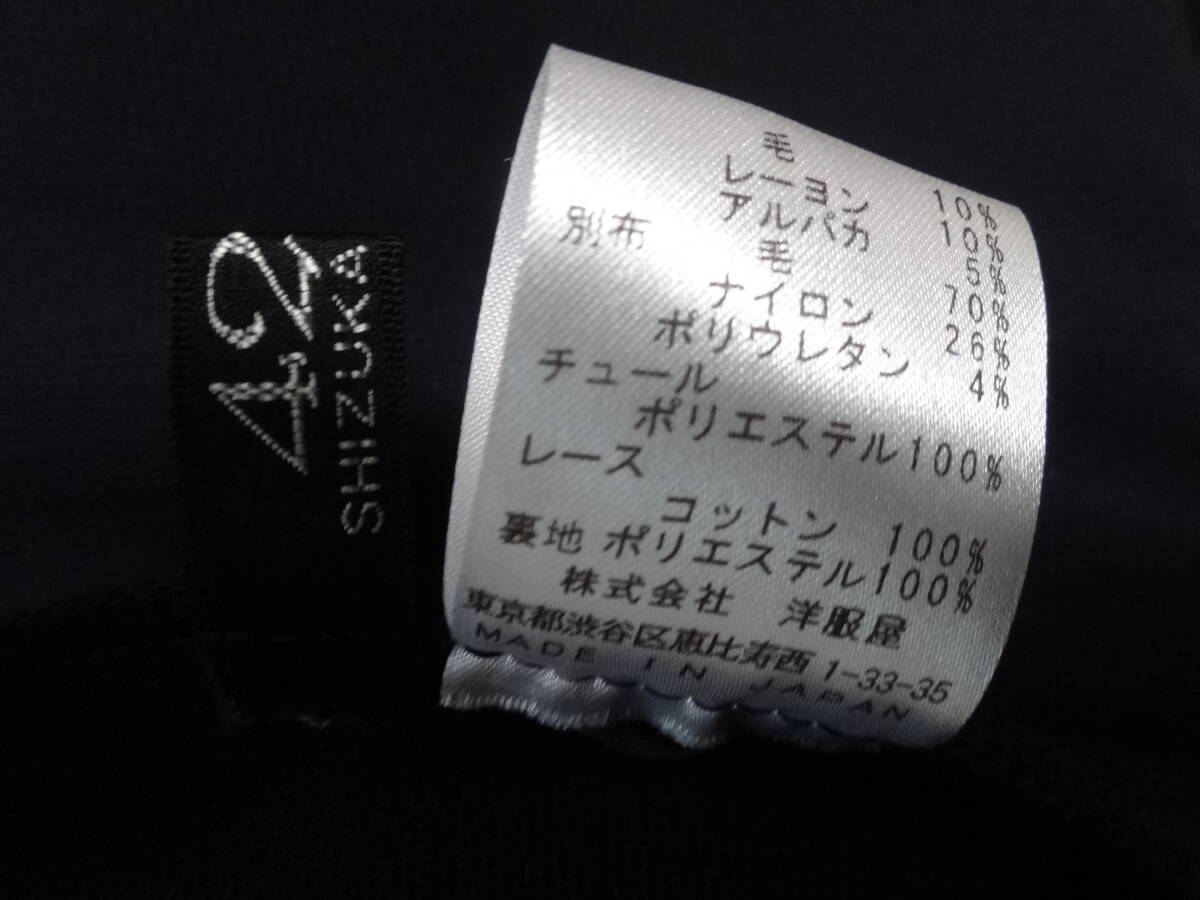 42
SHIZUKA
毛 10%
レーヨン 10%
アルパカ 5%
別布 毛 70%
ナイロン 26%
ポリウレタン 4%
チュール
ポリエステル100%
レース
コットン 100%
裏地 ポリエステル100%
株式会社 洋服屋
東京都渋谷区恵比寿西1-33-35
MADE IN JAPAN